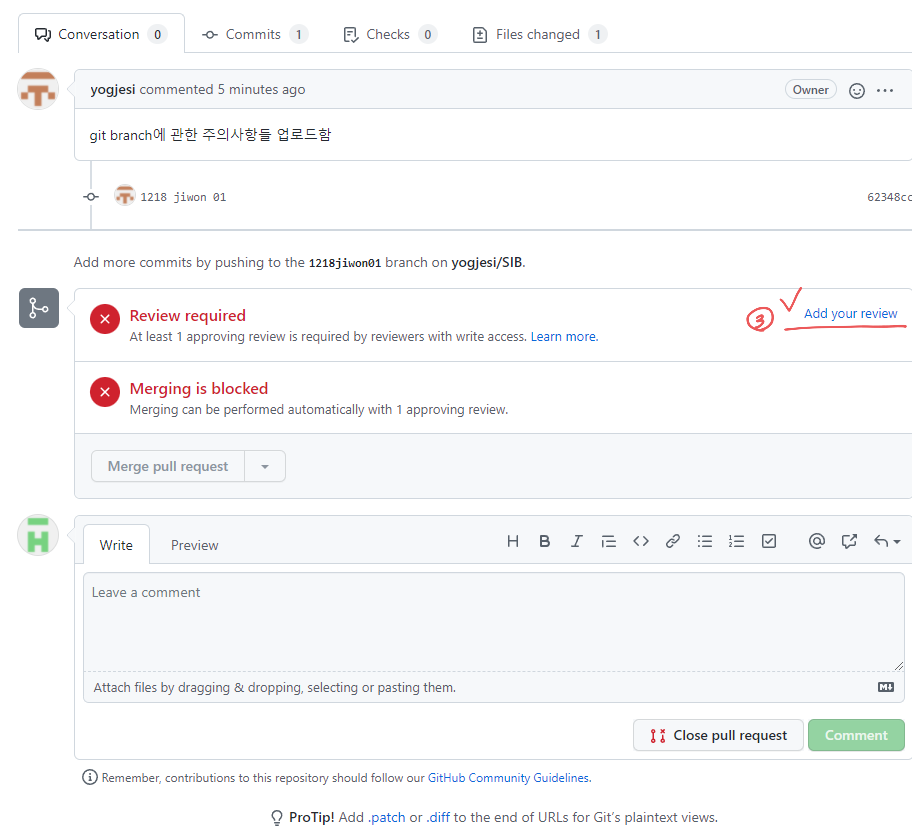 Conversation 0 Commits 1 Checks 0 Files changed 1
yogjesi commented 5 minutes ago Owner
git branch에 관한 주의사항들 업로드함
1218 jiwon 01 62348cc
Add more commits by pushing to the 1218jiwon01 branch on yogjesi/SIB.
Review required
3 Add your review
At least 1 approving review is required by reviewers with write access. Learn more.
Merging is blocked
Merging can be performed automatically with 1 approving review.
Merge pull request
Write Preview
H B I
Leave a comment
Attach files by dragging & dropping, selecting or pasting them.
Close pull request Comment
Remember, contributions to this repository should follow our GitHub Community Guidelines.
ProTip! Add .patch or .diff to the end of URLs for Git's plaintext views.